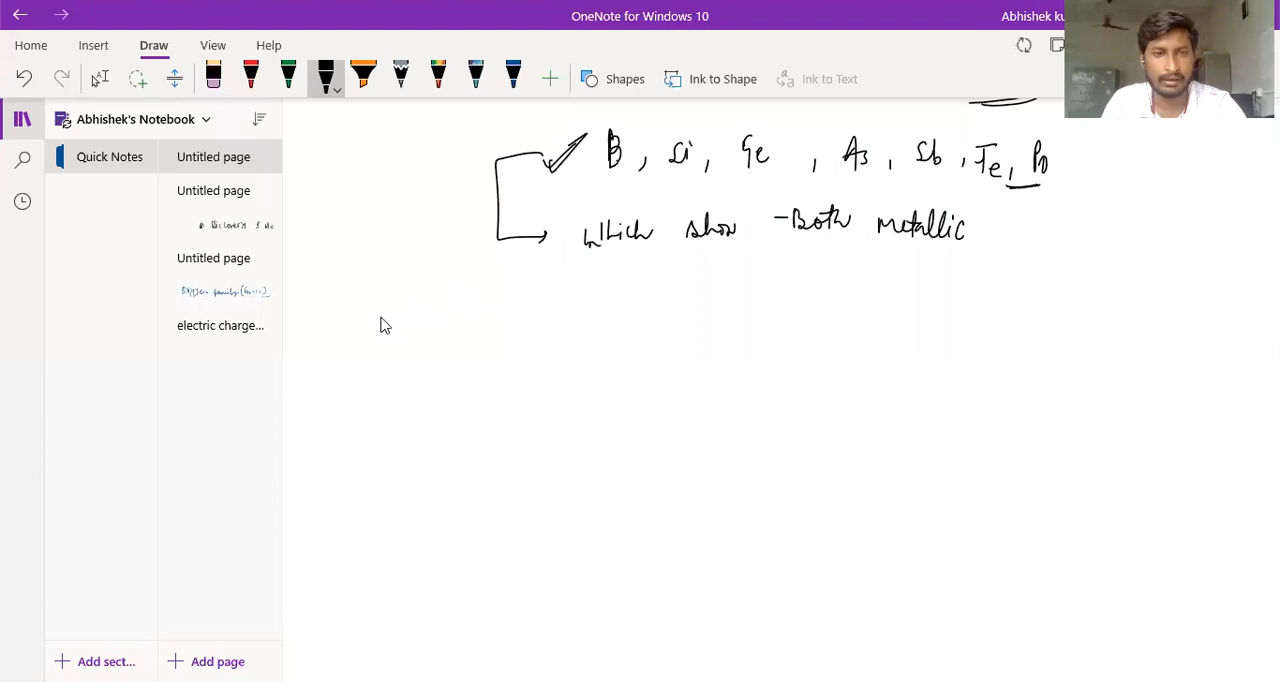 OneNote for Windows 10
Abhishek ku
Home Insert Draw View Help
Shapes Ink to Shape Ink to Text
Abhishek's Notebook
Quick Notes
Untitled page
Untitled page
Untitled page
electric charge...
B, Si, Ge, As, Sb, Te, Po
which show - Both metallic
Add sect... Add page